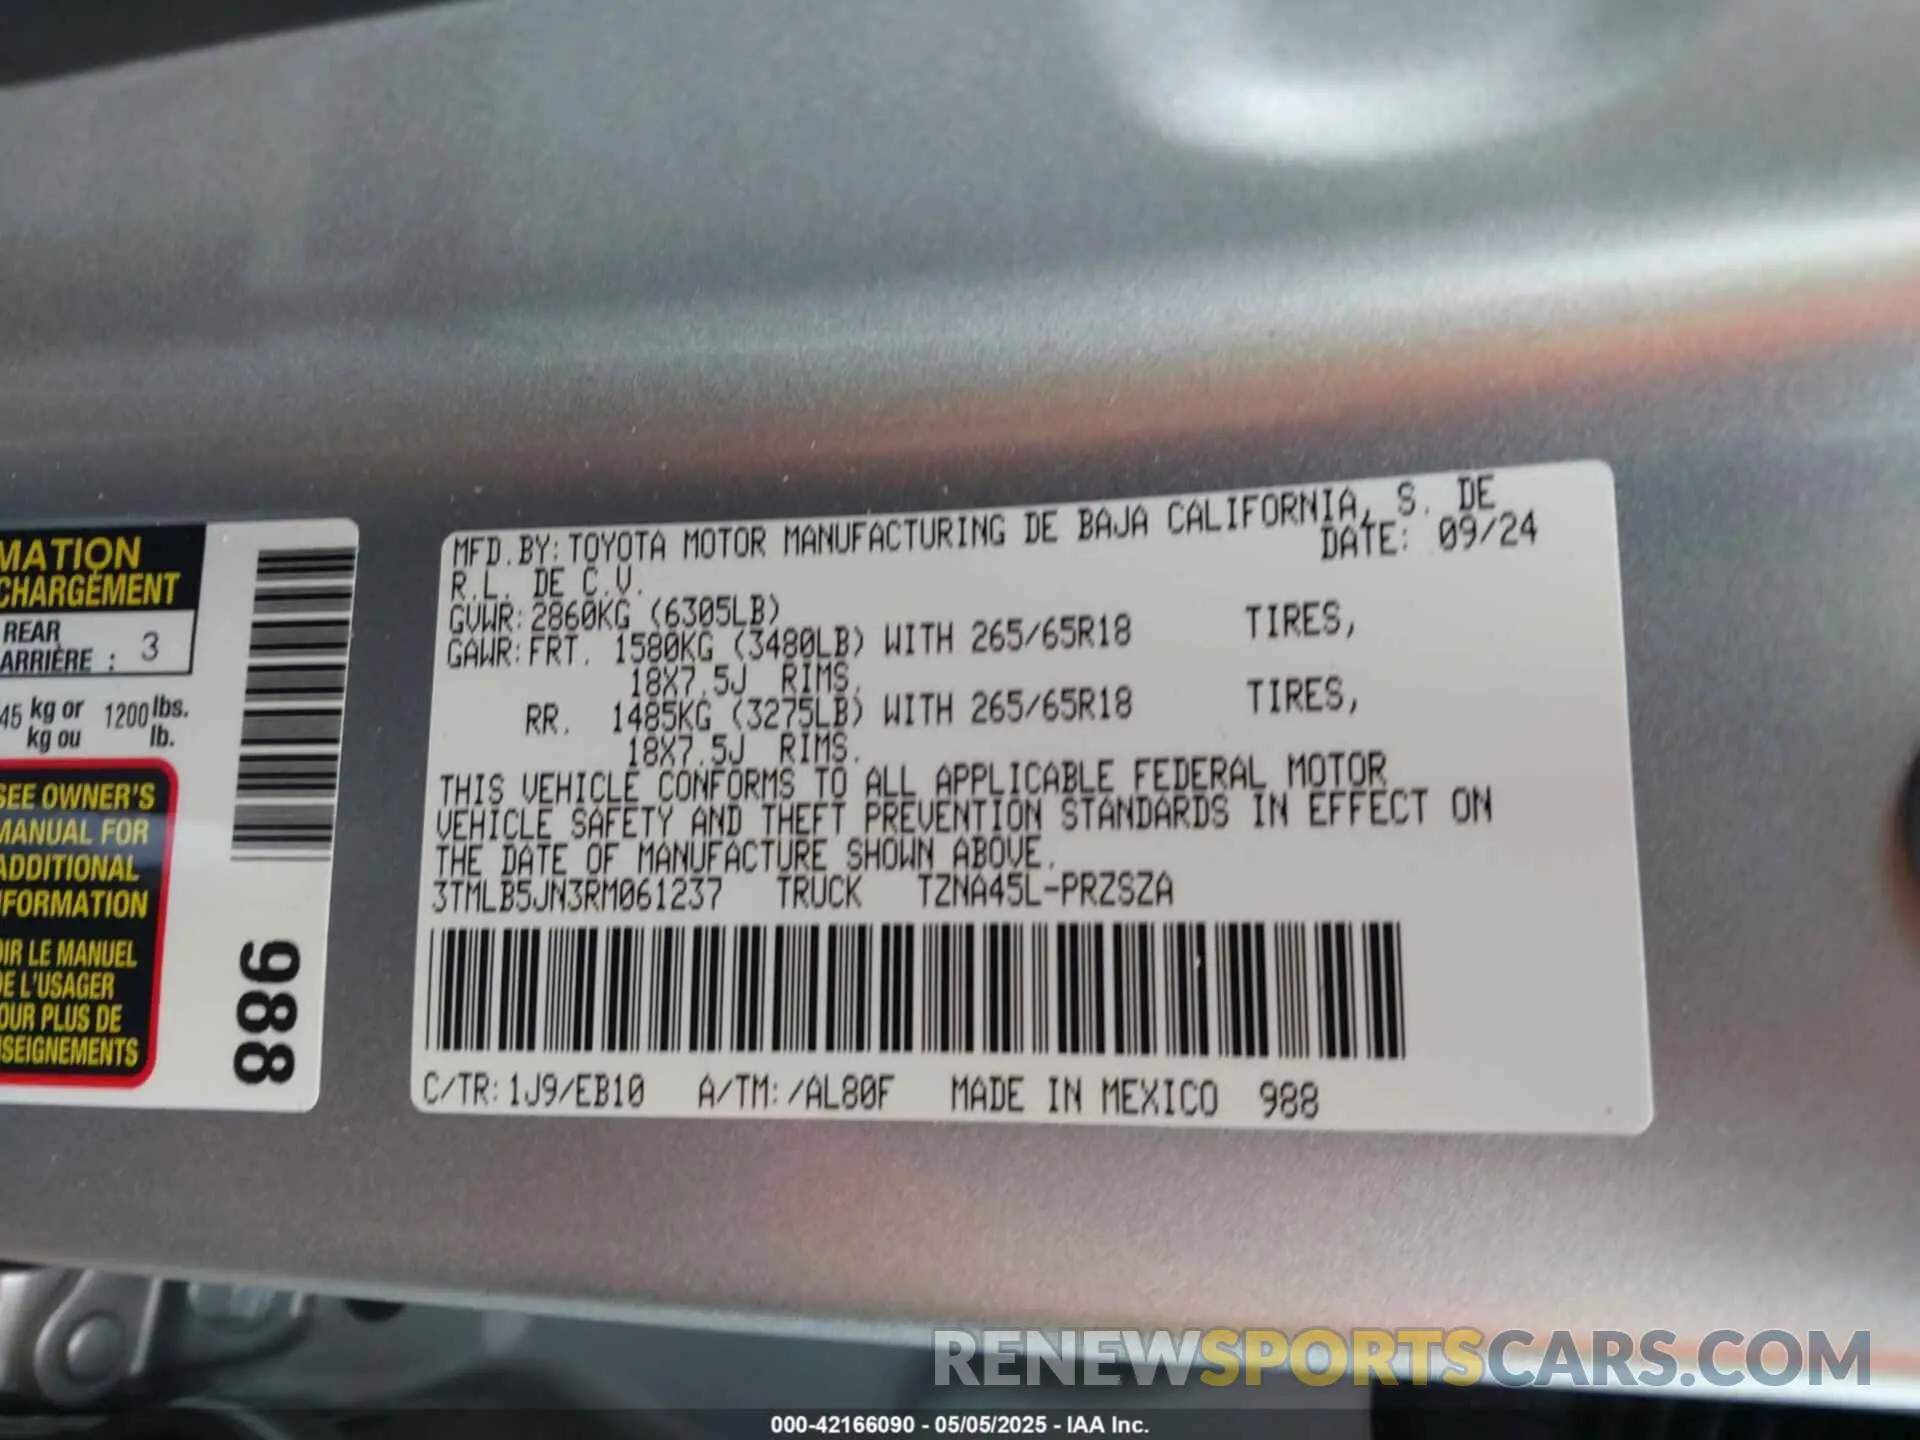 MATION
CHARGEMENT
REAR
ARRIÈRE : 3
45 kg or 1200 lbs.
kg ou lb.
SEE OWNER'S
MANUAL FOR
ADDITIONAL
FORMATION
OIR LE MANUEL
DE L'USAGER
OUR PLUS DE
SEIGNEMENTS
988
MFD.BY: TOYOTA MOTOR MANUFACTURING DE BAJA CALIFORNIA, S. DE
R.L. DE C.V. DATE: 09/24
GVWR: 2860KG (6305LB)
GAWR: FRT. 1580KG (3480LB) WITH 265/65R18 TIRES,
18X7.5J RIMS.
RR. 1485KG (3275LB) WITH 265/65R18 TIRES,
18X7.5J RIMS.
THIS VEHICLE CONFORMS TO ALL APPLICABLE FEDERAL MOTOR
VEHICLE SAFETY AND THEFT PREVENTION STANDARDS IN EFFECT ON
THE DATE OF MANUFACTURE SHOWN ABOVE.
3TMLB5JN3RM061237 TRUCK TZNA45L-PRZSZA
C/TR: 1J9/EB10 A/TM: /AL80F MADE IN MEXICO 988
RENEWSPORTSCARS.COM
000-42166090 - 05/05/2025 - IAA Inc.